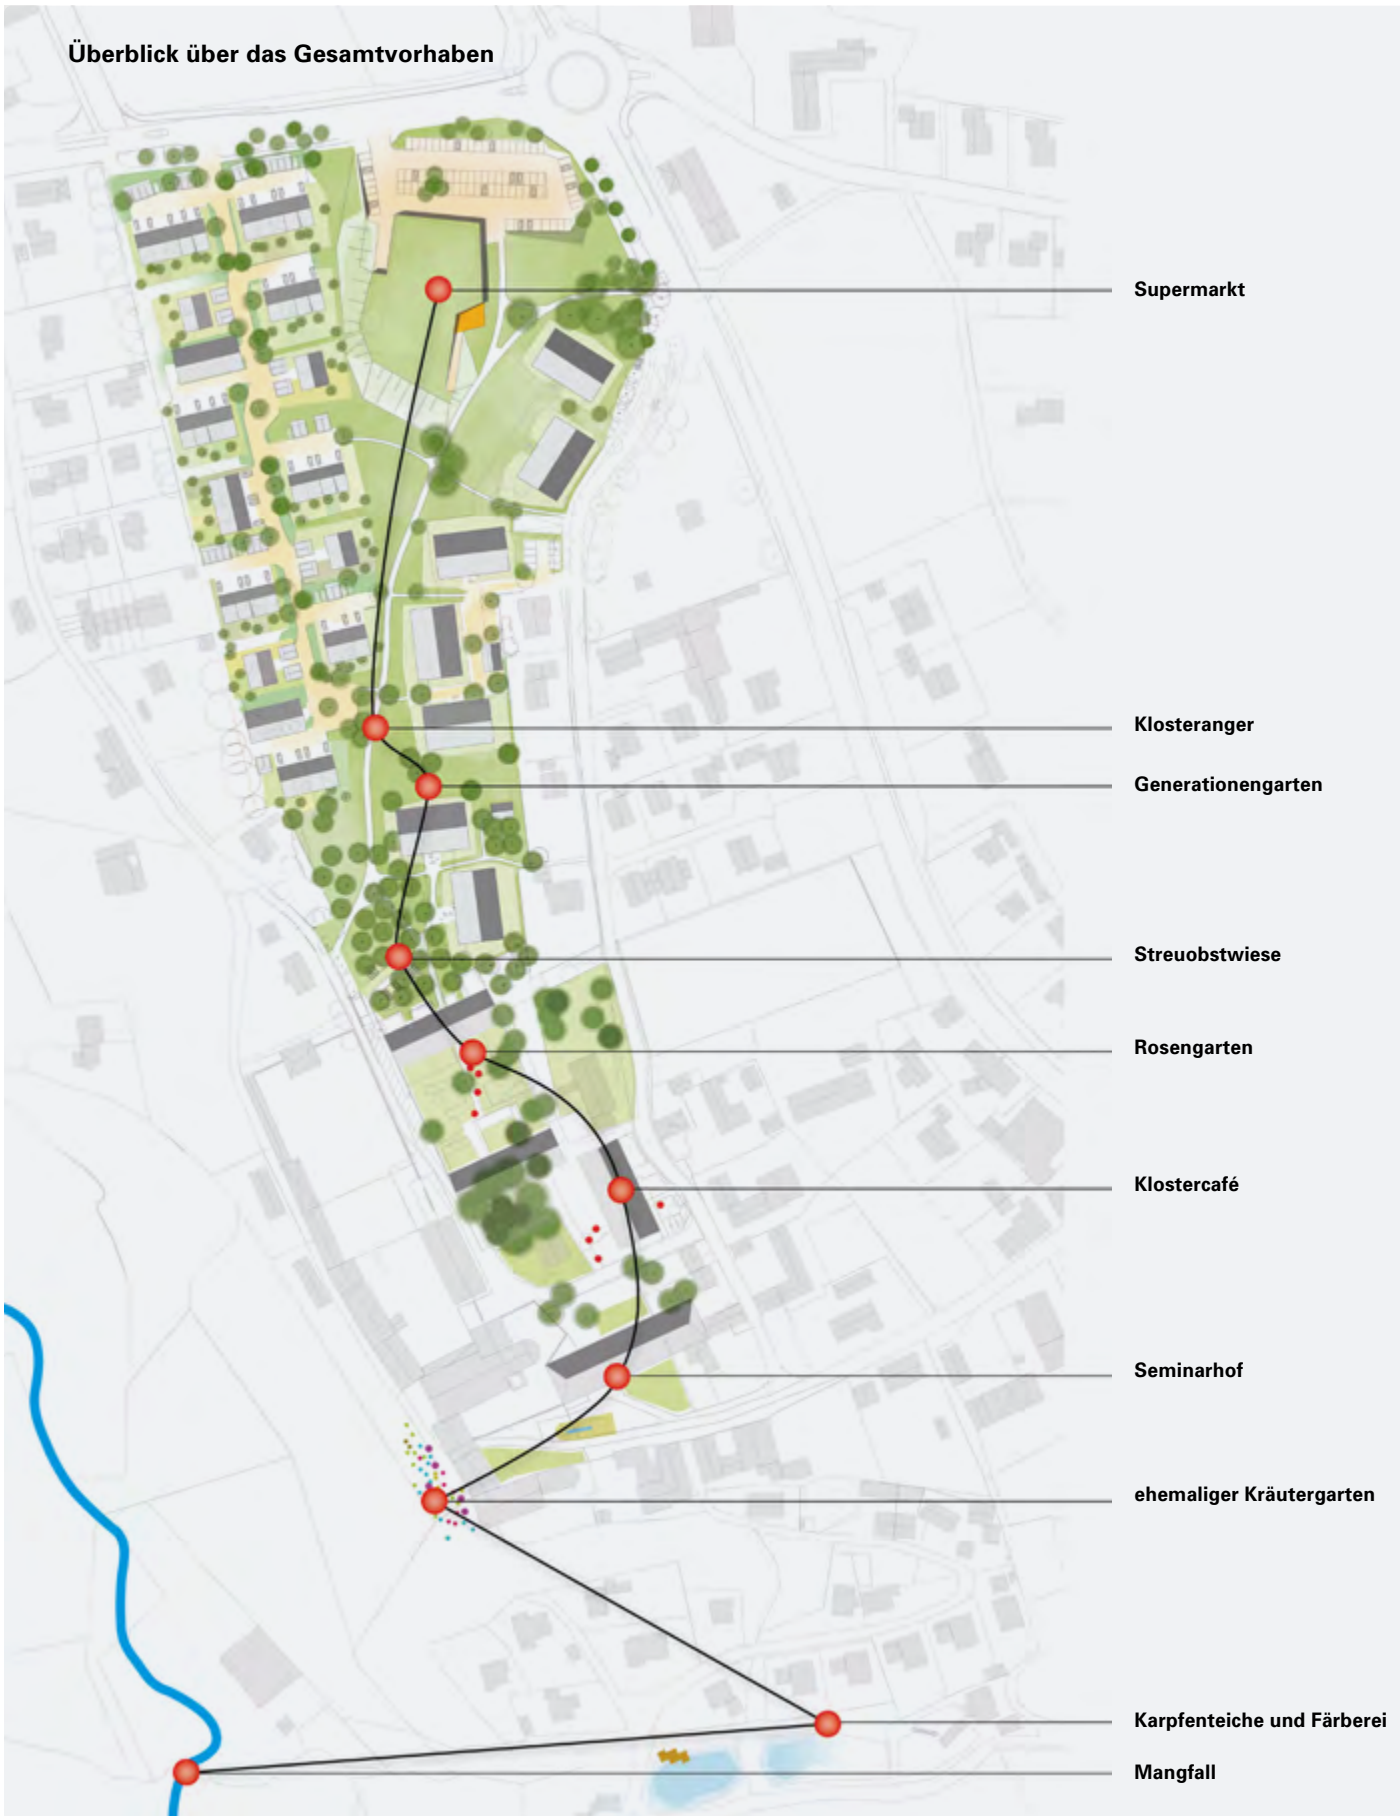 Überblick über das Gesamtvorhaben
Supermarkt
Klosteranger
Generationengarten
Streuobstwiese
Rosengarten
Klostercafé
Seminarhof
ehemaliger Kräutergarten
Karpfenteiche und Färberei
Mangfall